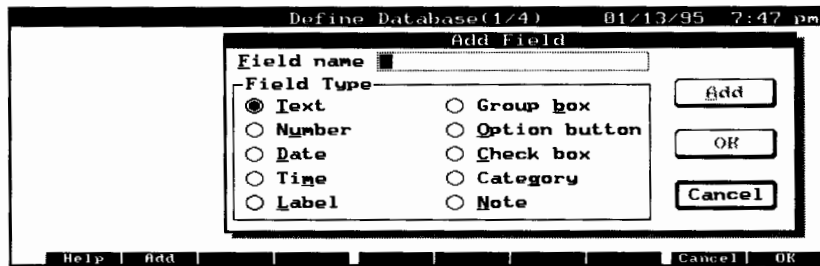 Define Database(1/4) 01/13/95 7:47 pm
Add Field
Field name
Field Type
Text
Number
Date
Time
Label
Group box
Option button
Check box
Category
Note
Add
OK
Cancel
Help Add Cancel OK